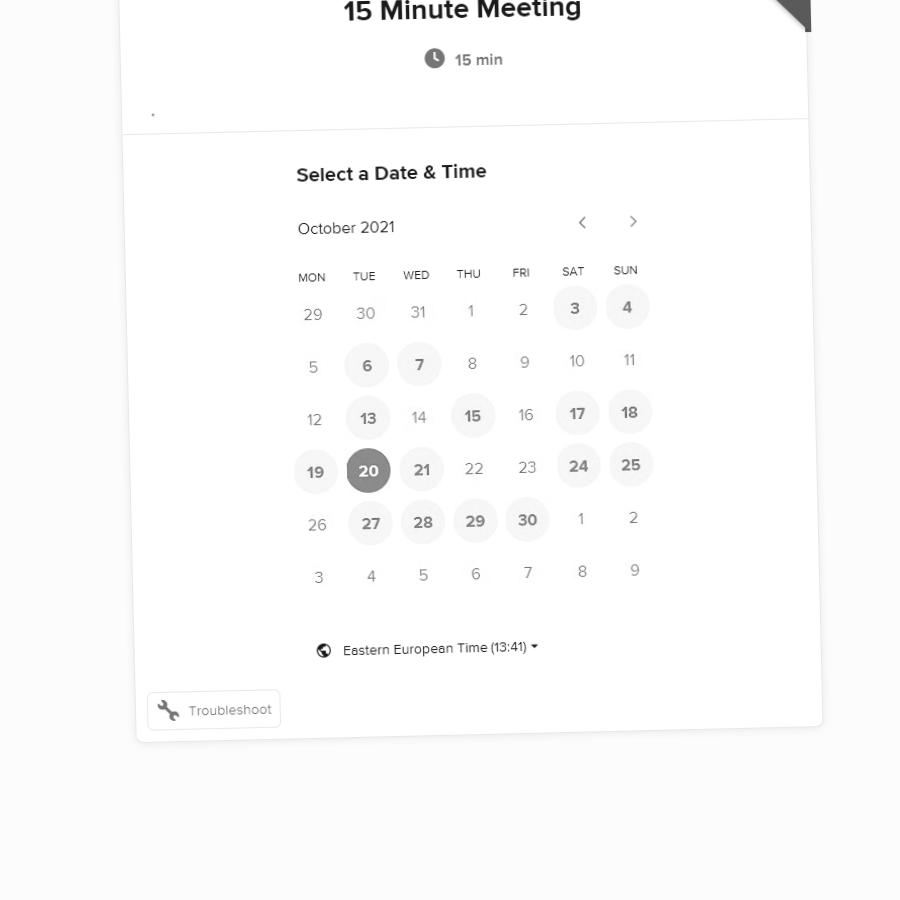 15 Minute Meeting
15 min
.
Select a Date & Time
October 2021
MON TUE WED THU FRI SAT SUN
29 30 31 1 2 3 4
5 6 7 8 9 10 11
12 13 14 15 16 17 18
19 20 21 22 23 24 25
26 27 28 29 30 1 2
3 4 5 6 7 8 9
Eastern European Time (13:41)
Troubleshoot